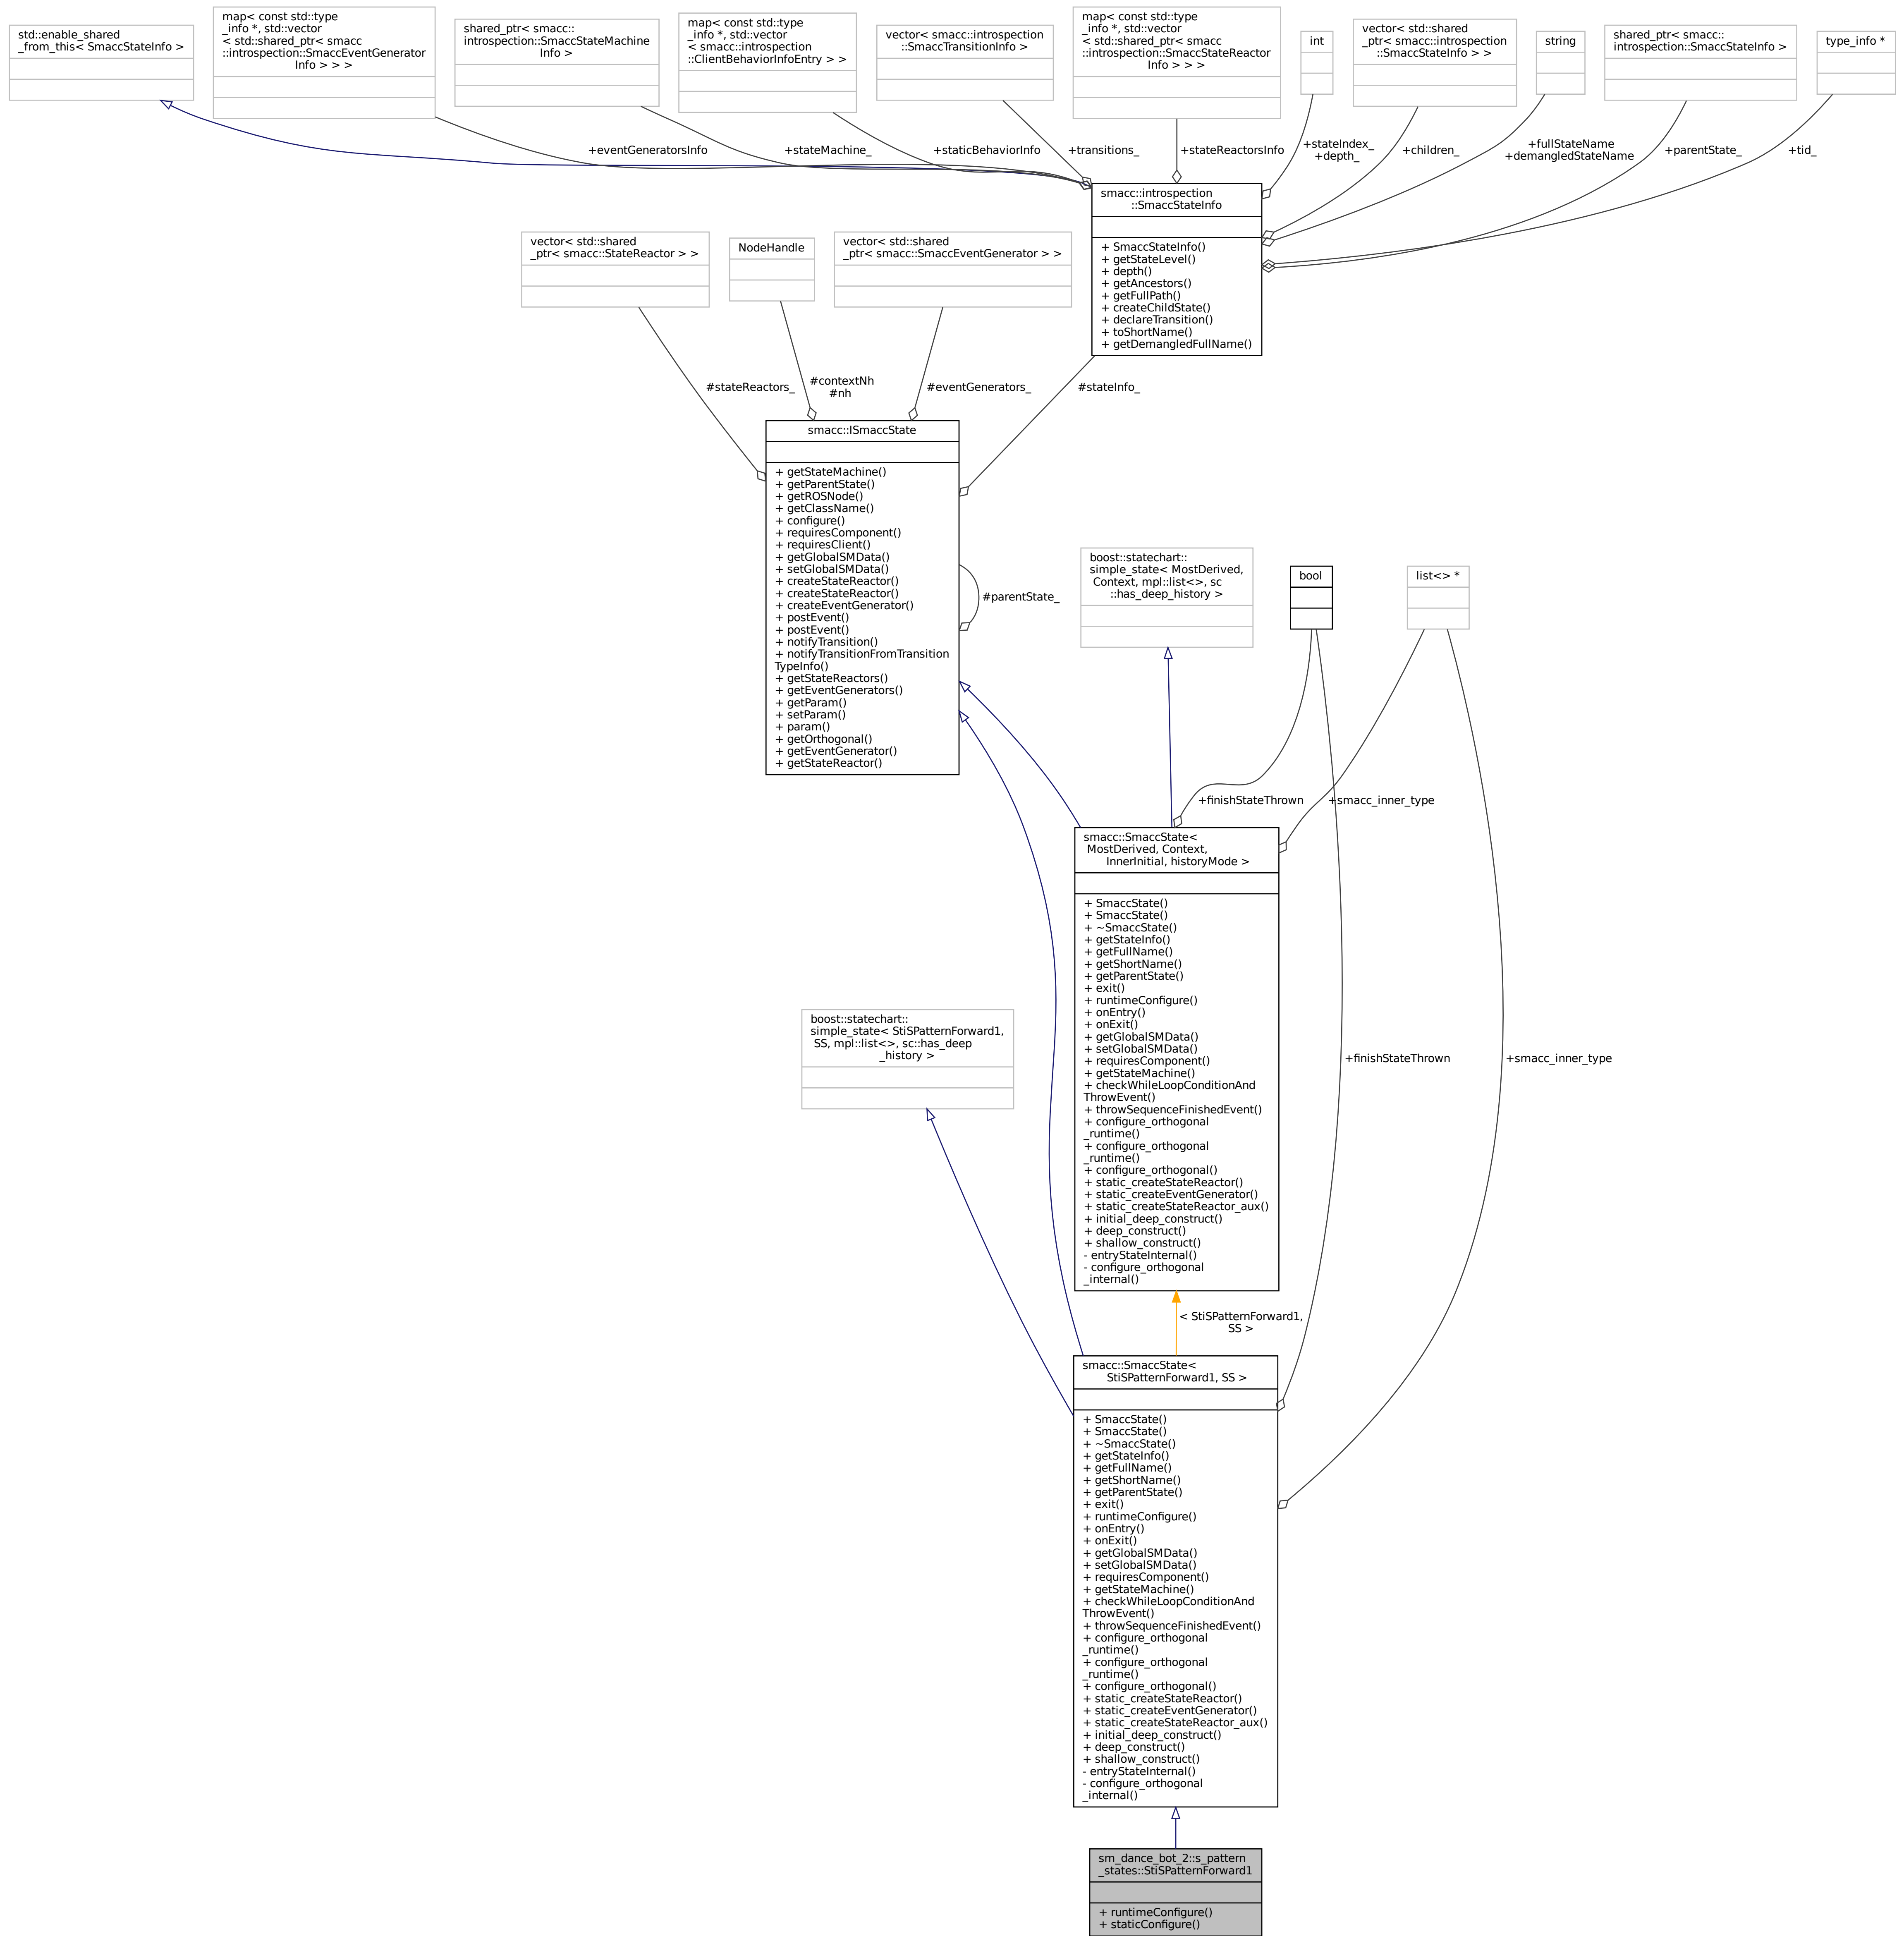 std::enable_shared
_from_this< SmaccStateInfo >
map< const std::type
_info *, std::vector
< std::shared_ptr< smacc
::introspection::SmaccEventGenerator
Info > > >
shared_ptr< smacc::
introspection::SmaccStateMachine
Info >
map< const std::type
_info *, std::vector
< smacc::introspection
::ClientBehaviorInfoEntry > >
vector< smacc::introspection
::SmaccTransitionInfo >
map< const std::type
_info *, std::vector
< std::shared_ptr< smacc
::introspection::SmaccStateReactor
Info > > >
int
vector< std::shared
_ptr< smacc::introspection
::SmaccStateInfo > >
string
shared_ptr< smacc::
introspection::SmaccStateInfo >
type_info *
+eventGeneratorsInfo
+stateMachine_
+staticBehaviorInfo
+transitions_
+stateReactorsInfo
+stateIndex_
+depth_
+children_
+fullStateName
+demangledStateName
+parentState_
+tid_
smacc::introspection
::SmaccStateInfo
+ SmaccStateInfo()
+ getStateLevel()
+ depth()
+ getAncestors()
+ getFullPath()
+ createChildState()
+ declareTransition()
+ toShortName()
+ getDemangledFullName()
vector< std::shared
_ptr< smacc::StateReactor > >
NodeHandle
vector< std::shared
_ptr< smacc::SmaccEventGenerator > >
#stateReactors_
#contextNh
#nh
#eventGenerators_
#stateInfo_
smacc::ISmaccState
+ getStateMachine()
+ getParentState()
+ getROSNode()
+ getClassName()
+ configure()
+ requiresComponent()
+ requiresClient()
+ getGlobalSMData()
+ setGlobalSMData()
+ createStateReactor()
+ createStateReactor()
+ createEventGenerator()
+ postEvent()
+ postEvent()
+ notifyTransition()
+ notifyTransitionFromTransition
TypeInfo()
+ getStateReactors()
+ getEventGenerators()
+ getParam()
+ setParam()
+ param()
+ getOrthogonal()
+ getEventGenerator()
+ getStateReactor()
#parentState_
boost::statechart::
simple_state< MostDerived,
Context, mpl::list<>, sc
::has_deep_history >
bool
list<> *
+finishStateThrown
+smacc_inner_type
smacc::SmaccState<
MostDerived, Context,
InnerInitial, historyMode >
+ SmaccState()
+ SmaccState()
+ ~SmaccState()
+ getStateInfo()
+ getFullName()
+ getShortName()
+ getParentState()
+ exit()
+ runtimeConfigure()
+ onEntry()
+ onExit()
+ getGlobalSMData()
+ setGlobalSMData()
+ requiresComponent()
+ getStateMachine()
+ checkWhileLoopConditionAnd
ThrowEvent()
+ throwSequenceFinishedEvent()
+ configure_orthogonal
_runtime()
+ configure_orthogonal
_runtime()
+ configure_orthogonal()
+ static_createStateReactor()
+ static_createEventGenerator()
+ static_createStateReactor_aux()
+ initial_deep_construct()
+ deep_construct()
+ shallow_construct()
- entryStateInternal()
- configure_orthogonal
_internal()
boost::statechart::
simple_state< StiSPatternForward1,
SS, mpl::list<>, sc::has_deep
_history >
+finishStateThrown
+smacc_inner_type
< StiSPatternForward1,
SS >
smacc::SmaccState<
StiSPatternForward1, SS >
+ SmaccState()
+ SmaccState()
+ ~SmaccState()
+ getStateInfo()
+ getFullName()
+ getShortName()
+ getParentState()
+ exit()
+ runtimeConfigure()
+ onEntry()
+ onExit()
+ getGlobalSMData()
+ setGlobalSMData()
+ requiresComponent()
+ getStateMachine()
+ checkWhileLoopConditionAnd
ThrowEvent()
+ throwSequenceFinishedEvent()
+ configure_orthogonal
_runtime()
+ configure_orthogonal
_runtime()
+ configure_orthogonal()
+ static_createStateReactor()
+ static_createEventGenerator()
+ static_createStateReactor_aux()
+ initial_deep_construct()
+ deep_construct()
+ shallow_construct()
- entryStateInternal()
- configure_orthogonal
_internal()
sm_dance_bot_2::s_pattern
_states::StiSPatternForward1
+ runtimeConfigure()
+ staticConfigure()